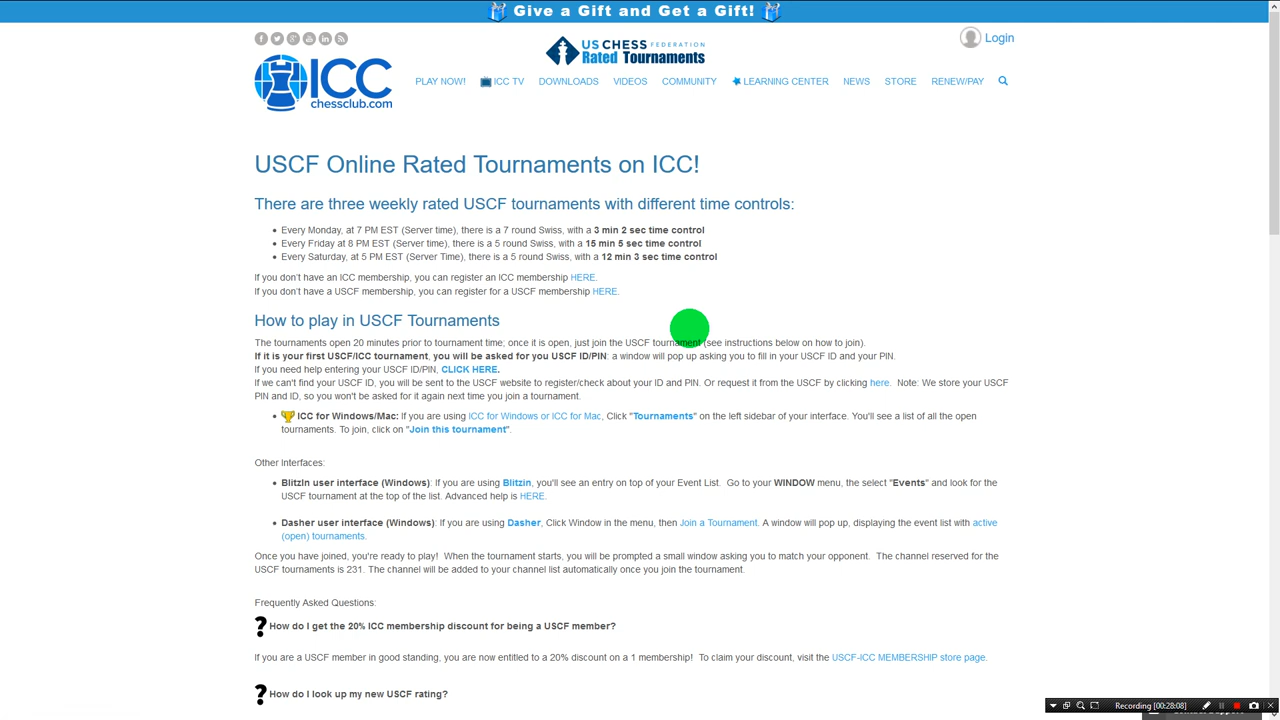 Give a Gift and Get a Gift!
US CHESS FEDERATION
Rated Tournaments
Login
ICC
chessclub.com
PLAY NOW! ICC TV DOWNLOADS VIDEOS COMMUNITY LEARNING CENTER NEWS STORE RENEW/PAY
USCF Online Rated Tournaments on ICC!
There are three weekly rated USCF tournaments with different time controls:
Every Monday, at 7 PM EST (Server time), there is a 7 round Swiss, with a 3 min 2 sec time control
Every Friday at 8 PM EST (Server time), there is a 5 round Swiss, with a 15 min 5 sec time control
Every Saturday, at 5 PM EST (Server Time), there is a 5 round Swiss, with a 12 min 3 sec time control
If you don't have an ICC membership, you can register an ICC membership HERE.
If you don't have a USCF membership, you can register for a USCF membership HERE.
How to play in USCF Tournaments
The tournaments open 20 minutes prior to tournament time; once it is open, just join the USCF tournament (see instructions below on how to join).
If it is your first USCF/ICC tournament, you will be asked for you USCF ID/PIN: a window will pop up asking you to fill in your USCF ID and your PIN.
If you need help entering your USCF ID/PIN, CLICK HERE.
If we can't find your USCF ID, you will be sent to the USCF website to register/check about your ID and PIN. Or request it from the USCF by clicking here. Note: We store your USCF
PIN and ID, so you won't be asked for it again next time you join a tournament.
ICC for Windows/Mac: If you are using ICC for Windows or ICC for Mac, Click "Tournaments" on the left sidebar of your interface. You'll see a list of all the open
tournaments. To join, click on "Join this tournament".
Other Interfaces:
BlitzIn user interface (Windows): If you are using Blitzin, you'll see an entry on top of your Event List. Go to your WINDOW menu, the select "Events" and look for the
USCF tournament at the top of the list. Advanced help is HERE.
Dasher user interface (Windows): If you are using Dasher, Click Window in the menu, then Join a Tournament. A window will pop up, displaying the event list with active
(open) tournaments.
Once you have joined, you're ready to play! When the tournament starts, you will be prompted a small window asking you to match your opponent. The channel reserved for the
USCF tournaments is 231. The channel will be added to your channel list automatically once you join the tournament.
Frequently Asked Questions:
How do I get the 20% ICC membership discount for being a USCF member?
If you are a USCF member in good standing, you are now entitled to a 20% discount on a 1 membership! To claim your discount, visit the USCF-ICC MEMBERSHIP store page.
How do I look up my new USCF rating?
Recording [00:28:08]